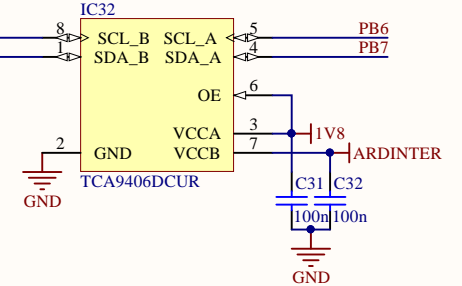 IC32
8 SCL_B SCL_A 5 PB6
1 SDA_B SDA_A 4 PB7
OE 6
VCCA 3 1V8
2 GND VCCB 7 ARDINTER
TCA9406DCUR
GND
C31 C32
100n 100n
GND